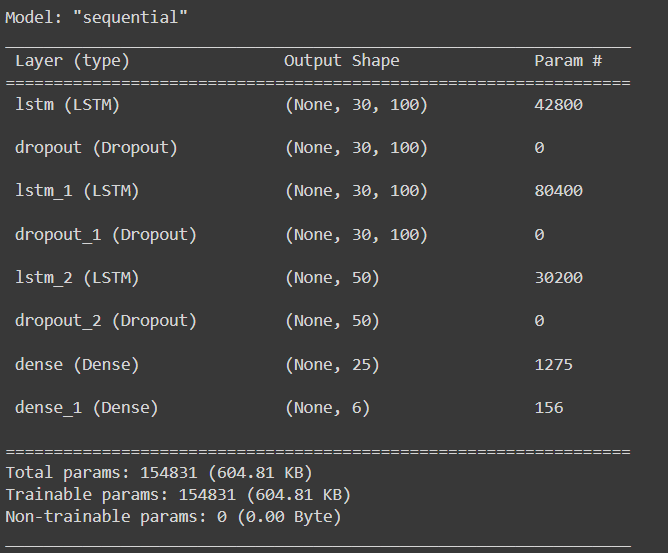 Model: "sequential"
_________________________________________________________________
Layer (type)                Output Shape              Param #
=================================================================
lstm (LSTM)                 (None, 30, 100)           42800
dropout (Dropout)           (None, 30, 100)           0
lstm_1 (LSTM)               (None, 30, 100)           80400
dropout_1 (Dropout)         (None, 30, 100)           0
lstm_2 (LSTM)               (None, 50)                30200
dropout_2 (Dropout)         (None, 50)                0
dense (Dense)               (None, 25)                1275
dense_1 (Dense)             (None, 6)                 156
=================================================================
Total params: 154831 (604.81 KB)
Trainable params: 154831 (604.81 KB)
Non-trainable params: 0 (0.00 Byte)
_________________________________________________________________